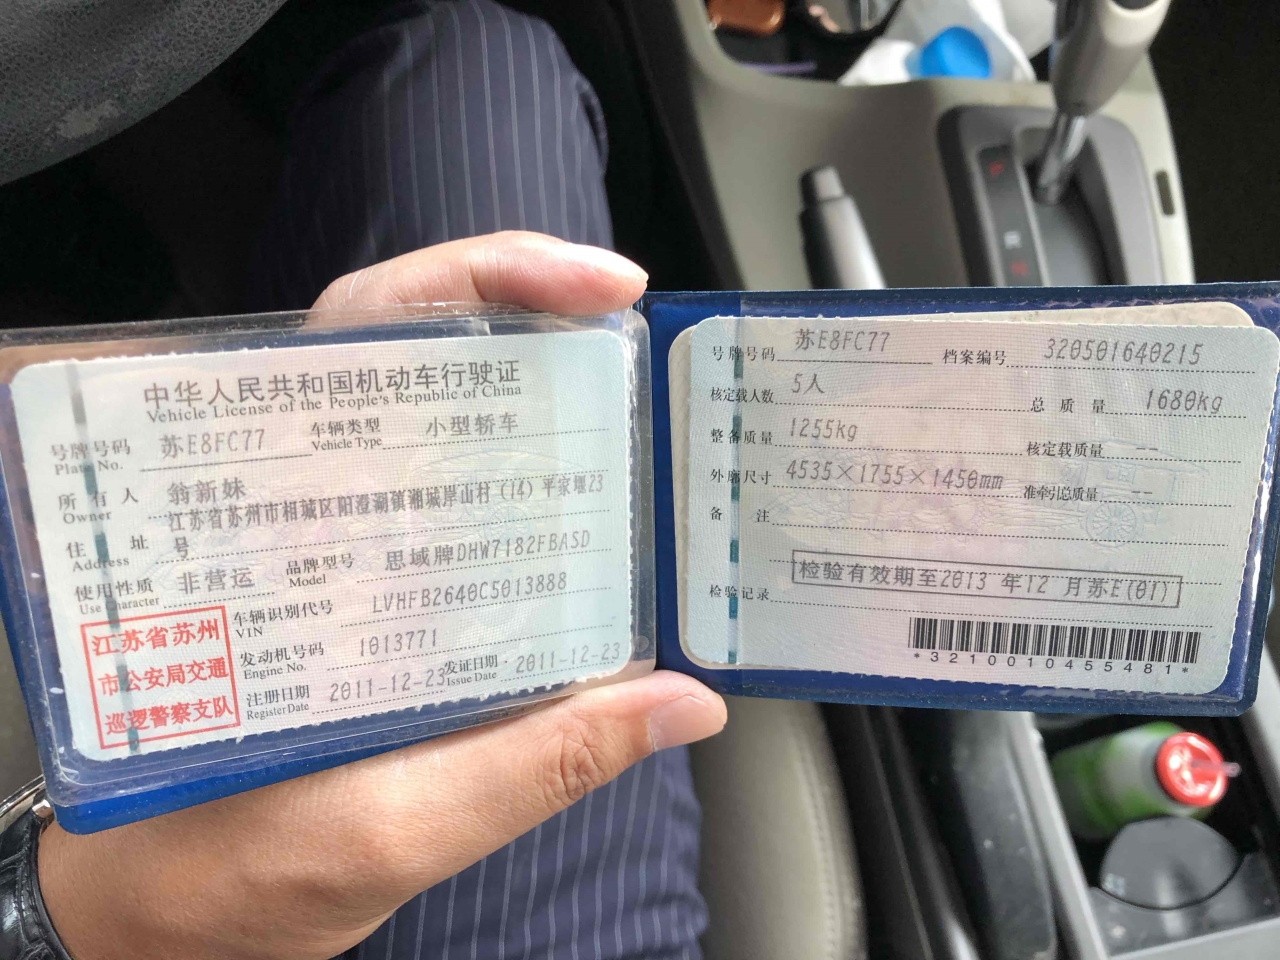 中华人民共和国机动车行驶证
Vehicle License of the People's Republic of China
号牌号码 苏E8FC77 车辆类型 小型轿车
Plate No. Vehicle Type
所有人 翁新妹
Owner
住址 江苏省苏州市相城区阳澄湖镇湘城岸山村（14）平家堰23
Address 号
使用性质 非营运 品牌型号 思域牌DHW7182FBASD
Use Character Model
车辆识别代号 LVHFB2640C5013888
VIN
发动机号码 1013771
Engine No.
注册日期 2011-12-23 发证日期 2011-12-23
Register Date Issue Date
江苏省苏州
市公安局交通
巡逻警察支队
号牌号码 苏E8FC77 档案编号 320501640215
核定载人数 5人 总质量 1680kg
整备质量 1255kg 核定载质量 --
外廓尺寸 4535×1755×1450mm 准牵引总质量 --
备注
检验有效期至2013 年12 月苏E(01)
检验记录
*3210010455481*